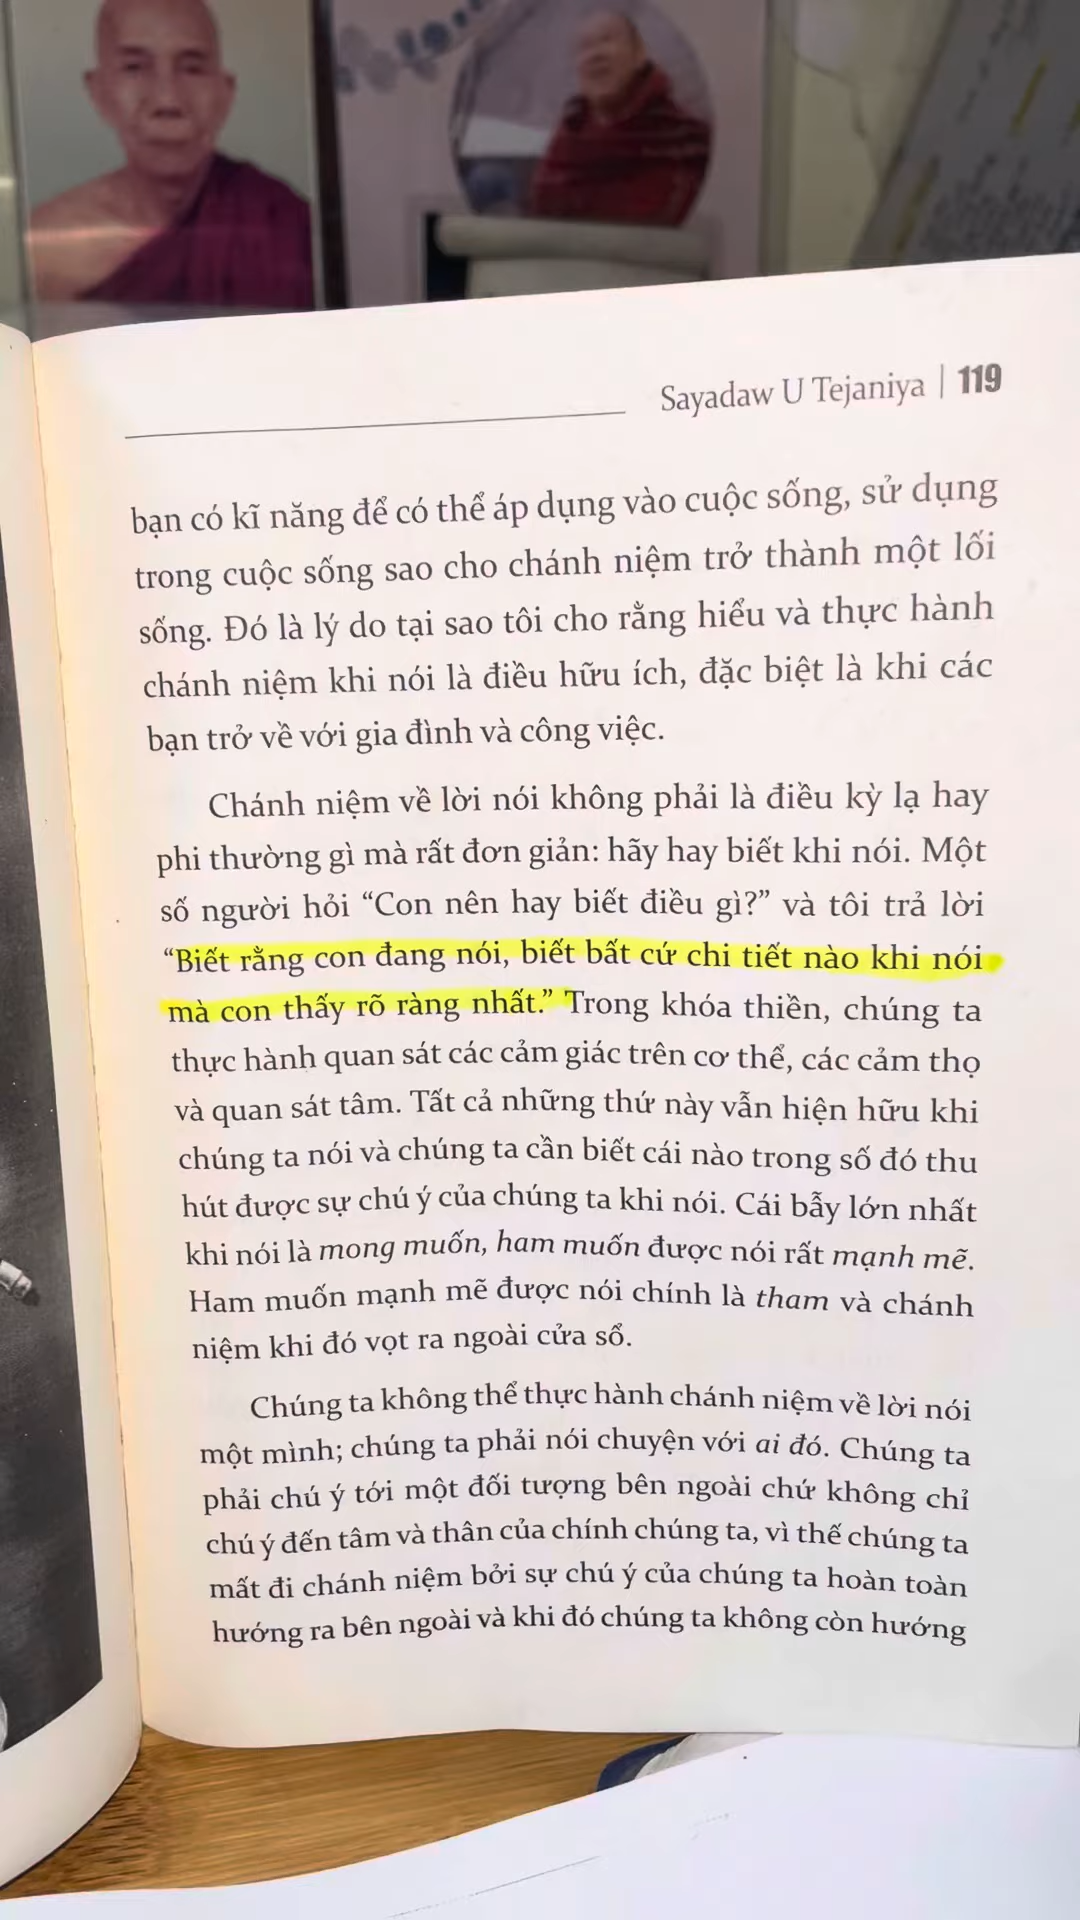 Sayadaw U Tejaniya | 119
bạn có kĩ năng để có thể áp dụng vào cuộc sống, sử dụng
trong cuộc sống sao cho chánh niệm trở thành một lối
sống. Đó là lý do tại sao tôi cho rằng hiểu và thực hành
chánh niệm khi nói là điều hữu ích, đặc biệt là khi các
bạn trở về với gia đình và công việc.
Chánh niệm về lời nói không phải là điều kỳ lạ hay
phi thường gì mà rất đơn giản: hãy hay biết khi nói. Một
số người hỏi “Con nên hay biết điều gì?” và tôi trả lời
“Biết rằng con đang nói, biết bất cứ chi tiết nào khi nói
mà con thấy rõ ràng nhất.” Trong khóa thiền, chúng ta
thực hành quan sát các cảm giác trên cơ thể, các cảm thọ
và quan sát tâm. Tất cả những thứ này vẫn hiện hữu khi
chúng ta nói và chúng ta cần biết cái nào trong số đó thu
hút được sự chú ý của chúng ta khi nói. Cái bẫy lớn nhất
khi nói là mong muốn, ham muốn được nói rất mạnh mẽ.
Ham muốn mạnh mẽ được nói chính là tham và chánh
niệm khi đó vọt ra ngoài cửa sổ.
Chúng ta không thể thực hành chánh niệm về lời nói
một mình; chúng ta phải nói chuyện với ai đó. Chúng ta
phải chú ý tới một đối tượng bên ngoài chứ không chỉ
chú ý đến tâm và thân của chính chúng ta, vì thế chúng ta
mất đi chánh niệm bởi sự chú ý của chúng ta hoàn toàn
hướng ra bên ngoài và khi đó chúng ta không còn hướng